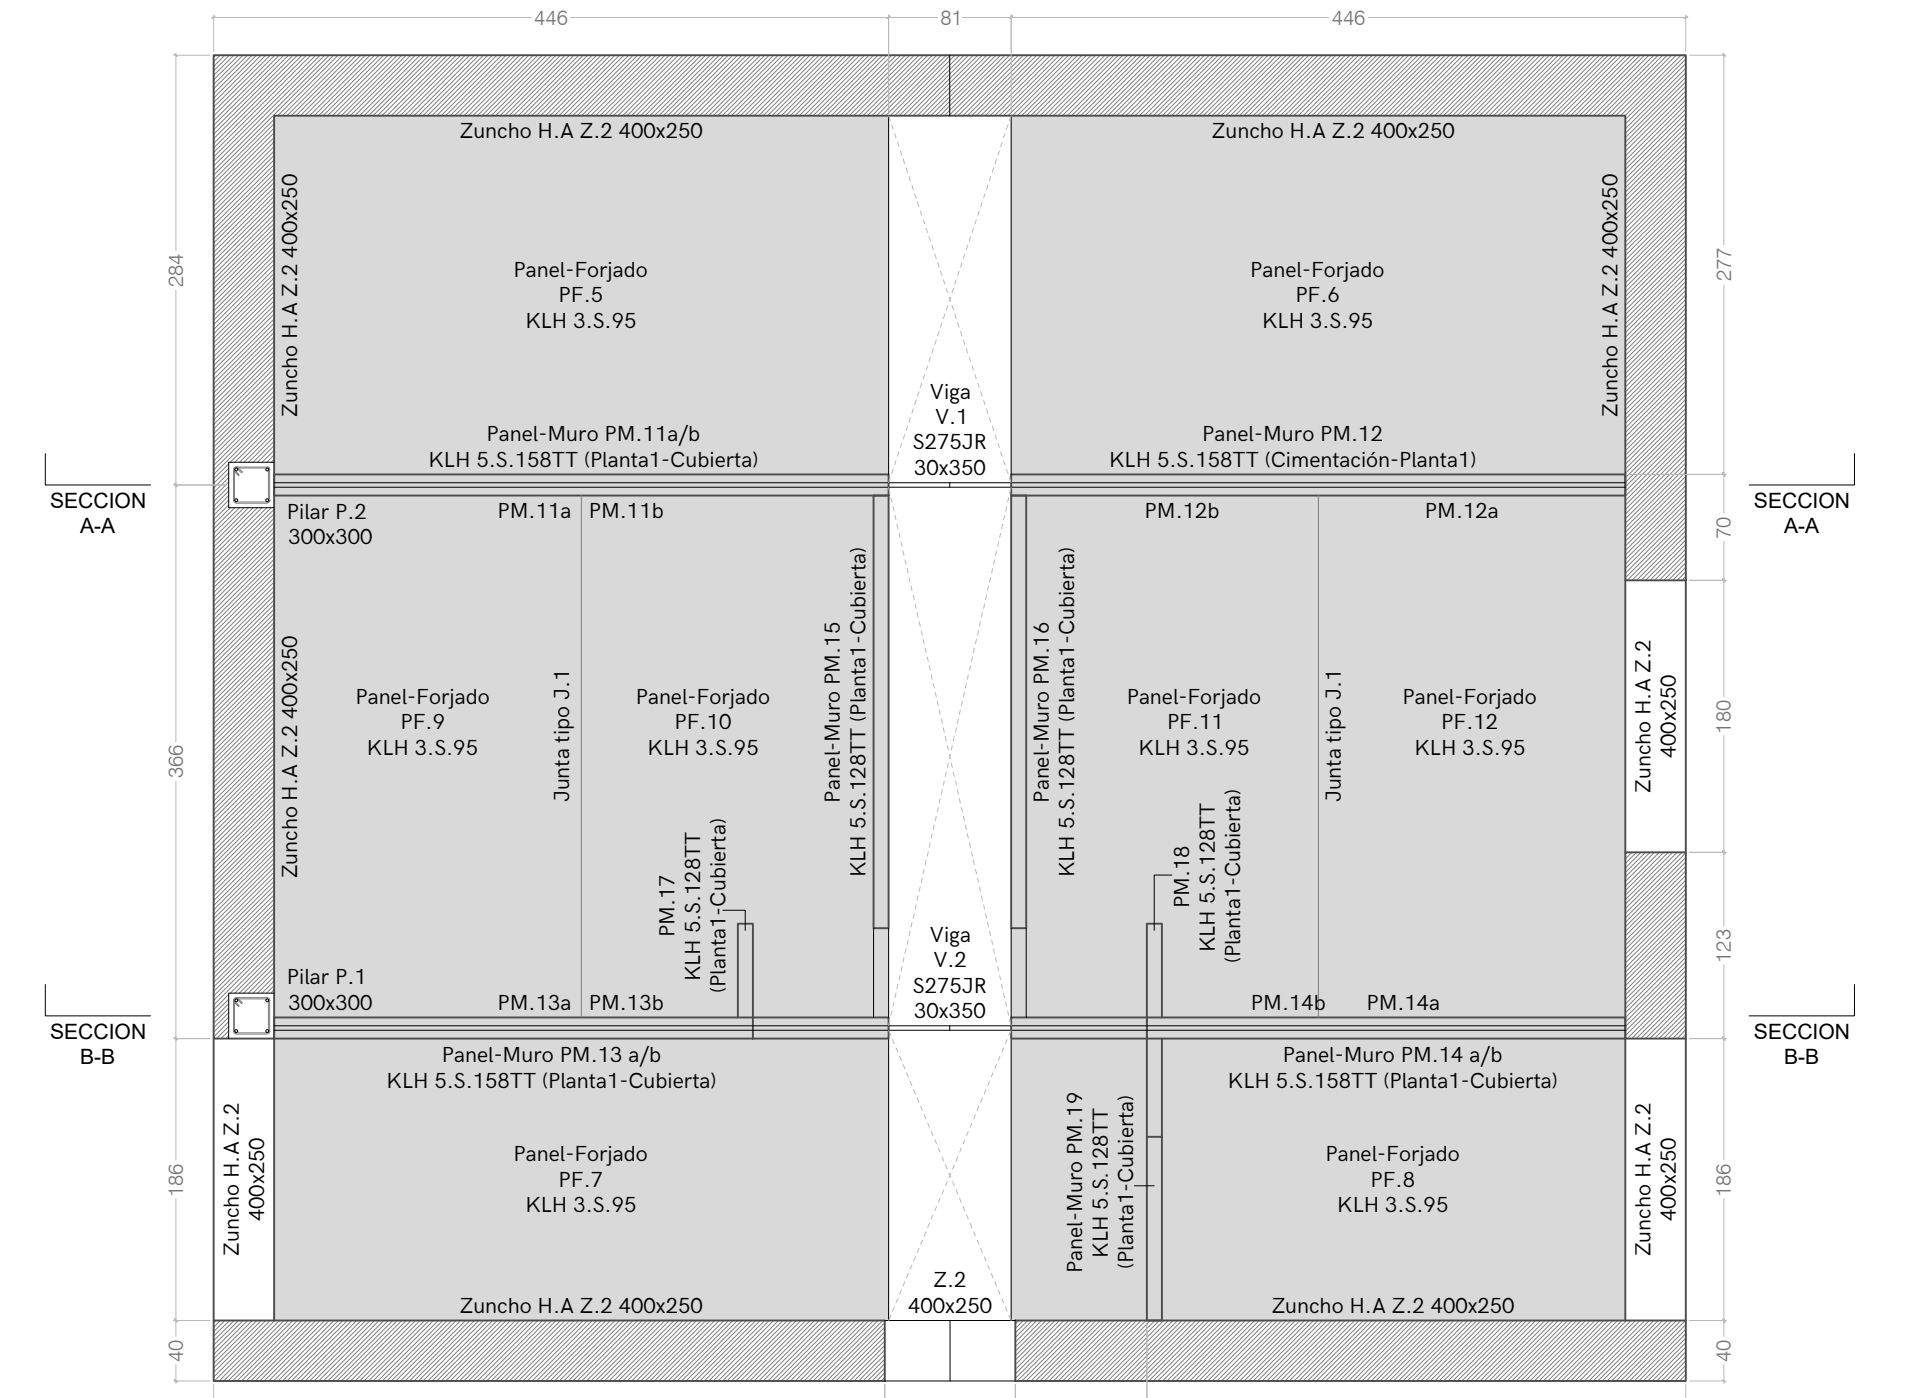 446
81
446
Zuncho H.A Z.2 400x250
Zuncho H.A Z.2 400x250
Zuncho H.A Z.2 400x250
Zuncho H.A Z.2 400x250
284
277
Panel-Forjado
PF.5
KLH 3.S.95
Panel-Forjado
PF.6
KLH 3.S.95
Viga
V.1
S275JR
30x350
Panel-Muro PM.11a/b
KLH 5.S.158TT (Planta1-Cubierta)
Panel-Muro PM.12
KLH 5.S.158TT (Cimentación-Planta1)
SECCION
A-A
SECCION
A-A
Pilar P.2
300x300
PM.11a
PM.11b
PM.12b
PM.12a
70
366
Zuncho H.A Z.2 400x250
Panel-Forjado
PF.9
KLH 3.S.95
Junta tipo J.1
Panel-Forjado
PF.10
KLH 3.S.95
Panel-Muro PM.15
KLH 5.S.128TT (Planta1-Cubierta)
Panel-Muro PM.16
KLH 5.S.128TT (Planta1-Cubierta)
Panel-Forjado
PF.11
KLH 3.S.95
Junta tipo J.1
Panel-Forjado
PF.12
KLH 3.S.95
Zuncho H.A Z.2
400x250
180
PM.17
KLH 5.S.128TT
(Planta1-Cubierta)
PM.18
KLH 5.S.128TT
(Planta1-Cubierta)
123
Viga
V.2
S275JR
30x350
Pilar P.1
300x300
PM.13a
PM.13b
PM.14b
PM.14a
SECCION
B-B
SECCION
B-B
Panel-Muro PM.13 a/b
KLH 5.S.158TT (Planta1-Cubierta)
Panel-Muro PM.14 a/b
KLH 5.S.158TT (Planta1-Cubierta)
186
Zuncho H.A Z.2
400x250
Panel-Forjado
PF.7
KLH 3.S.95
Panel-Muro PM.19
KLH 5.S.128TT
(Planta1-Cubierta)
Panel-Forjado
PF.8
KLH 3.S.95
Zuncho H.A Z.2
400x250
186
Zuncho H.A Z.2 400x250
Z.2
400x250
Zuncho H.A Z.2 400x250
40
40